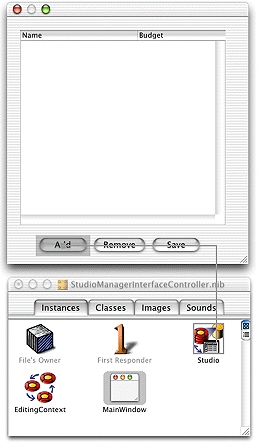 Name Budget
Add Remove Save
StudioManagerInterfaceController.nib
Instances Classes Images Sounds
File's Owner First Responder Studio
EditingContext MainWindow